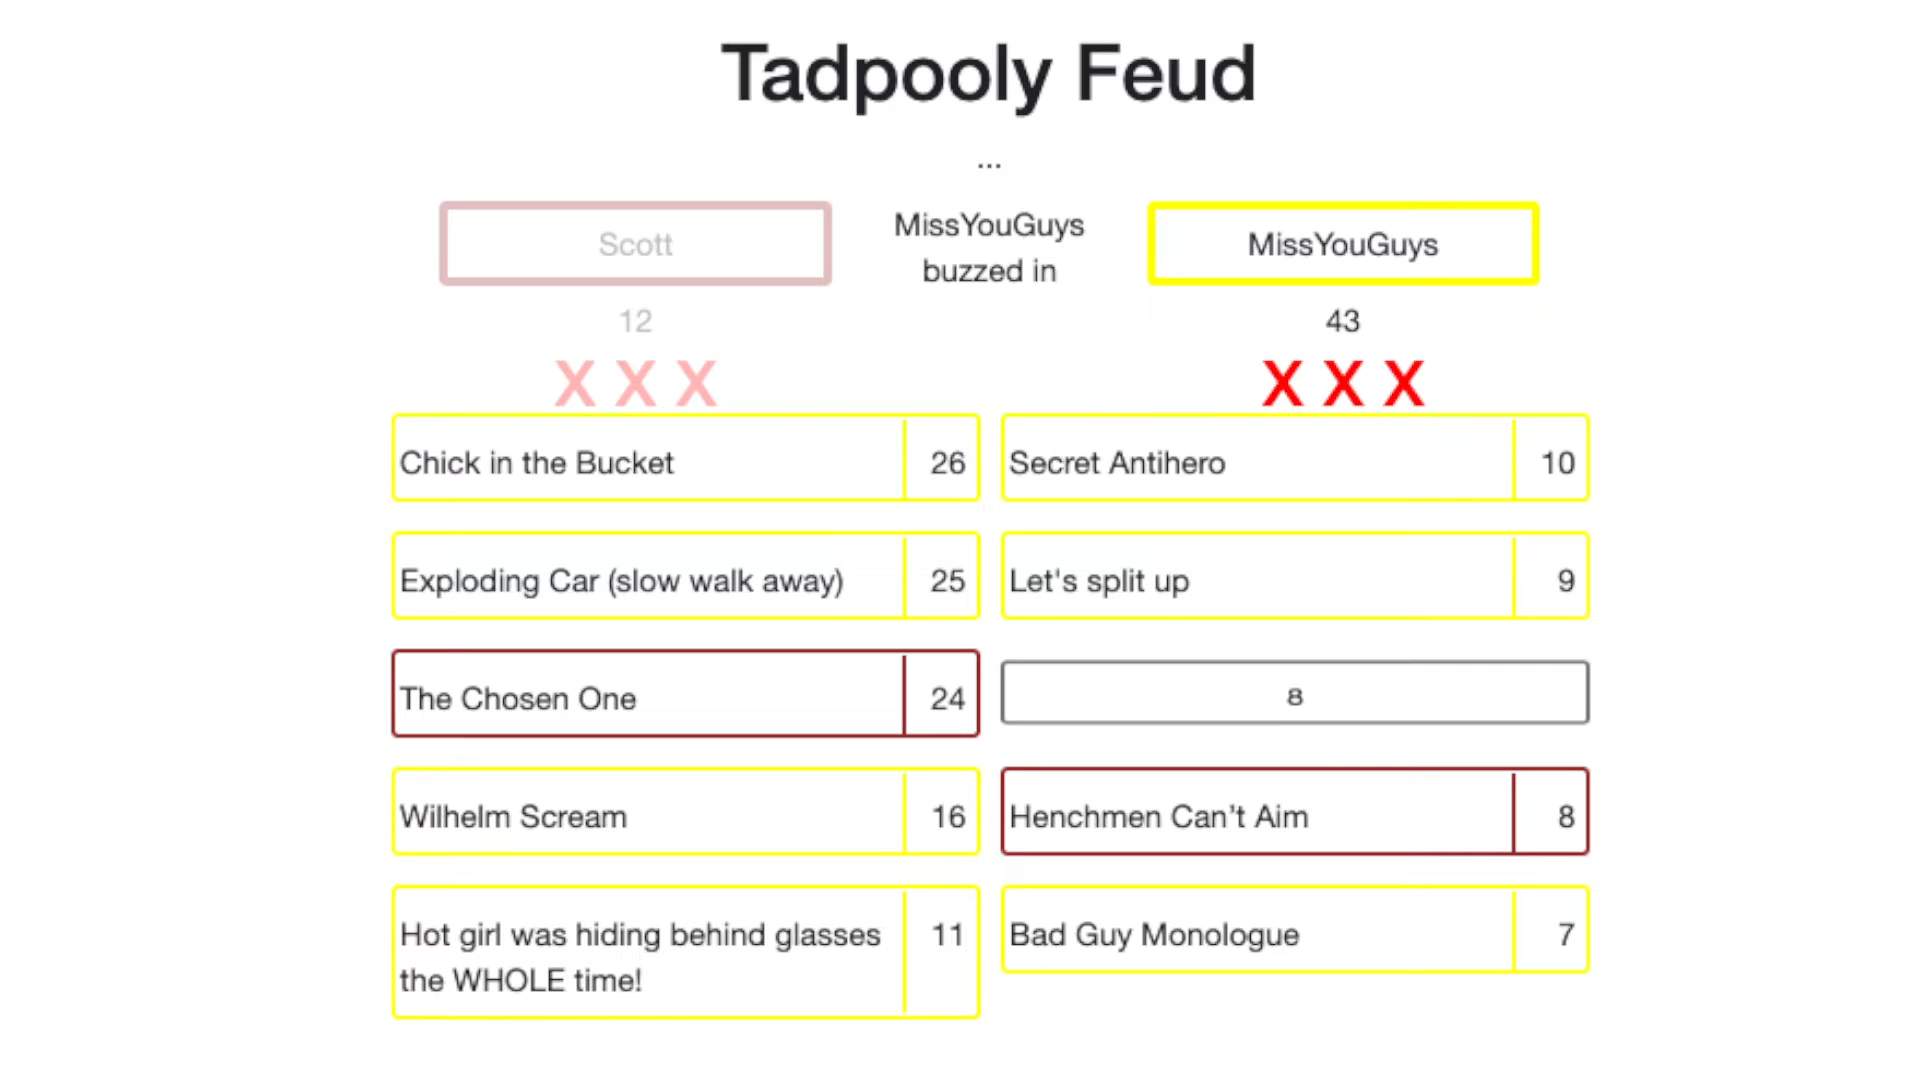 Tadpooly Feud
...
Scott
MissYouGuys
buzzed in
MissYouGuys
12
43
X X X
X X X
Chick in the Bucket 26
Secret Antihero 10
Exploding Car (slow walk away) 25
Let's split up 9
The Chosen One 24
8
Wilhelm Scream 16
Henchmen Can’t Aim 8
Hot girl was hiding behind glasses 11
the WHOLE time!
Bad Guy Monologue 7